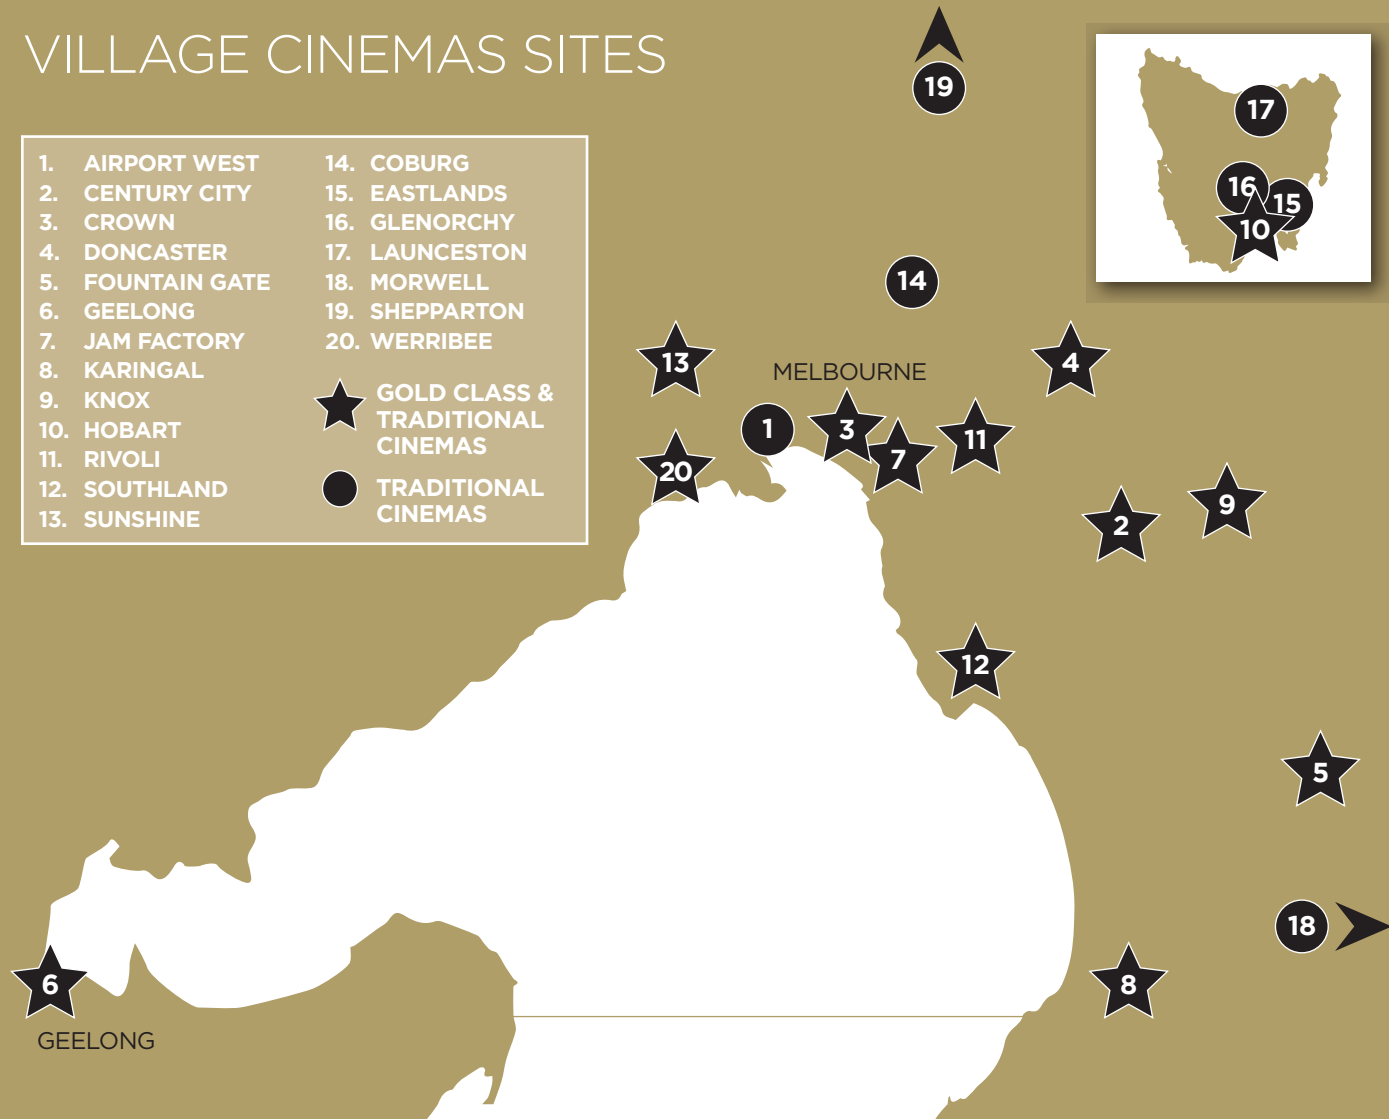 VILLAGE CINEMAS SITES
1. AIRPORT WEST
2. CENTURY CITY
3. CROWN
4. DONCASTER
5. FOUNTAIN GATE
6. GEELONG
7. JAM FACTORY
8. KARINGAL
9. KNOX
10. HOBART
11. RIVOLI
12. SOUTHLAND
13. SUNSHINE
14. COBURG
15. EASTLANDS
16. GLENORCHY
17. LAUNCESTON
18. MORWELL
19. SHEPPARTON
20. WERRIBEE
GOLD CLASS &
TRADITIONAL
CINEMAS
TRADITIONAL
CINEMAS
19
17
16
15
10
14
13
4
MELBOURNE
1
3
7
11
20
2
9
12
5
18
6
8
GEELONG